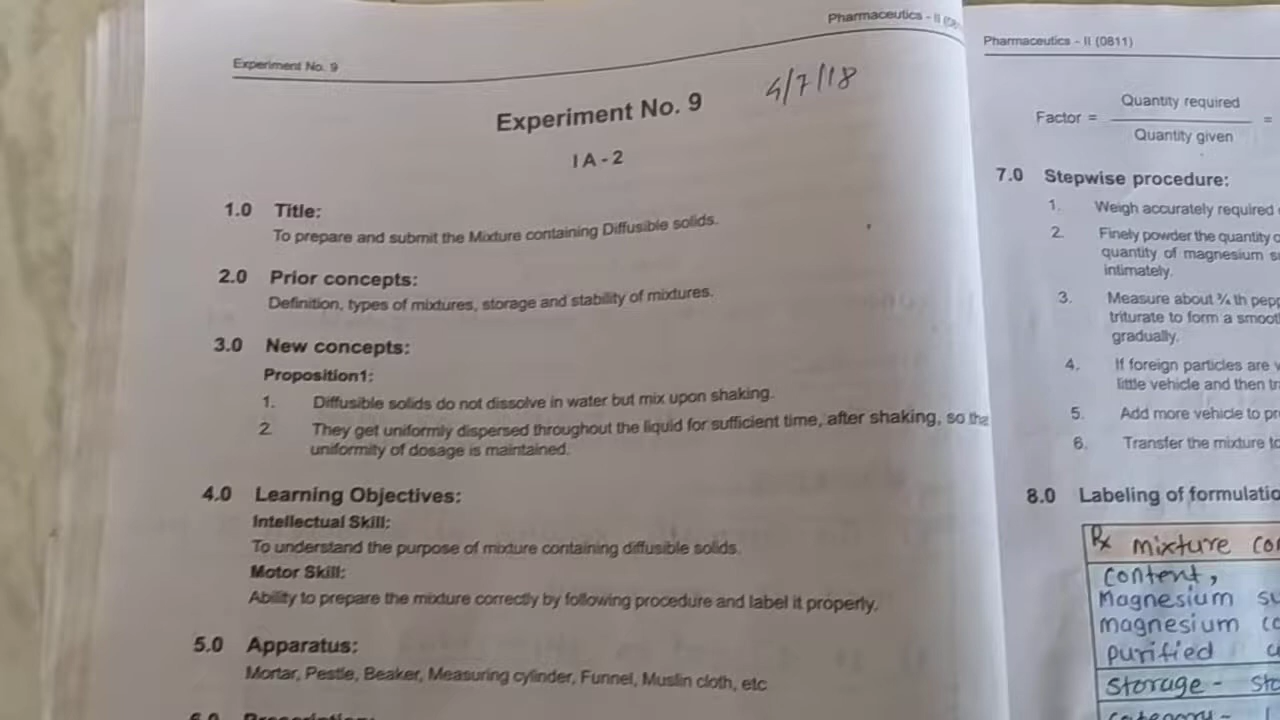 Experiment No. 9
Pharmaceutics - II
Experiment No. 9
4/7/18
IA-2
1.0 Title:
To prepare and submit the Mixture containing Diffusible solids.
2.0 Prior concepts:
Definition, types of mixtures, storage and stability of mixtures.
3.0 New concepts:
Proposition1:
1. Diffusible solids do not dissolve in water but mix upon shaking.
2. They get uniformly dispersed throughout the liquid for sufficient time, after shaking, so
uniformity of dosage is maintained.
4.0 Learning Objectives:
Intellectual Skill:
To understand the purpose of mixture containing diffusible solids.
Motor Skill:
Ability to prepare the mixture correctly by following procedure and label it properly.
5.0 Apparatus:
Mortar, Pestle, Beaker, Measuring cylinder, Funnel, Muslin cloth, etc
Pharmaceutics - II (0811)
Factor = Quantity required
Quantity given =
7.0 Stepwise procedure:
1. Weigh accurately required
2. Finely powder the quantity
quantity of magnesium
intimately.
3. Measure about ¾ th
triturate to form a
gradually.
4. If foreign particles are
little vehicle and then
5. Add more vehicle to
6. Transfer the mixture
8.0 Labeling of
Rx mixture
content,
Magnesium
magnesium
purified
storage -